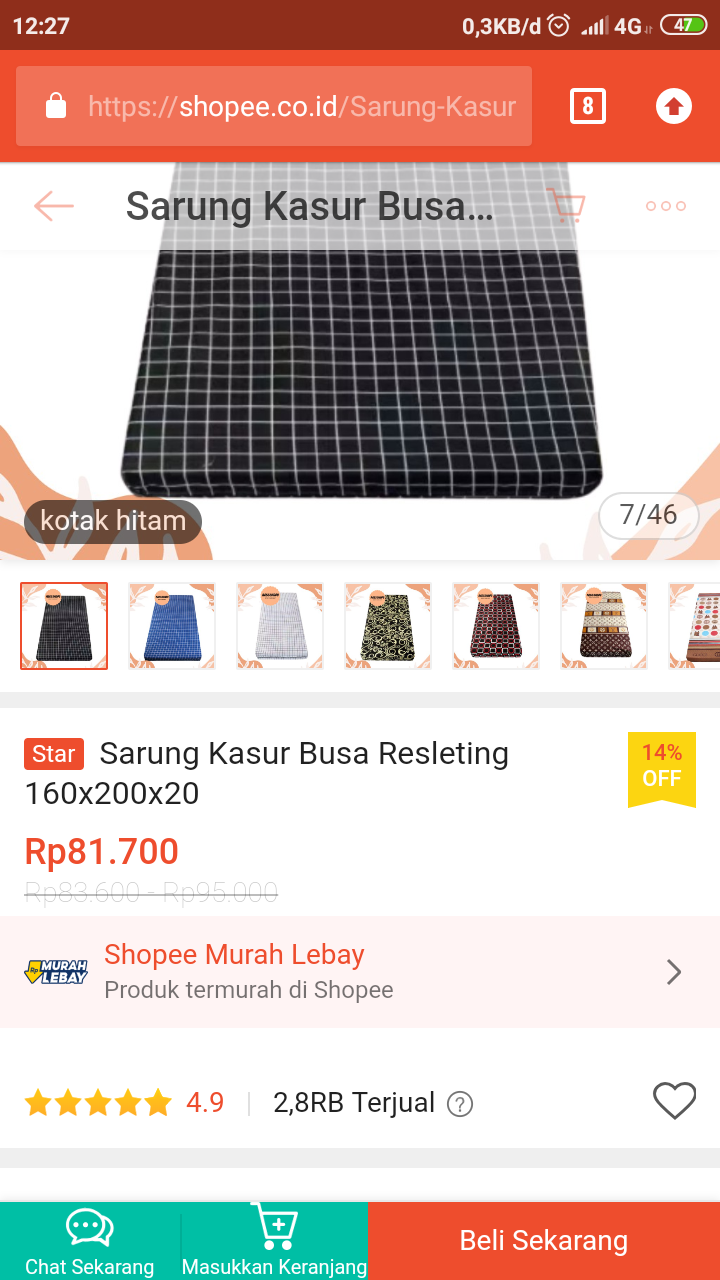 12:27
0,3KB/d
4G
47
https://shopee.co.id/Sarung-Kasur
8
Sarung Kasur Busa...
kotak hitam
7/46
Star Sarung Kasur Busa Resleting
160x200x20
14%
OFF
Rp81.700
Rp83.600 - Rp95.000
Rp MURAH
LEBAY
Shopee Murah Lebay
Produk termurah di Shopee
4.9
2,8RB Terjual
?
Chat Sekarang
Masukkan Keranjang
Beli Sekarang